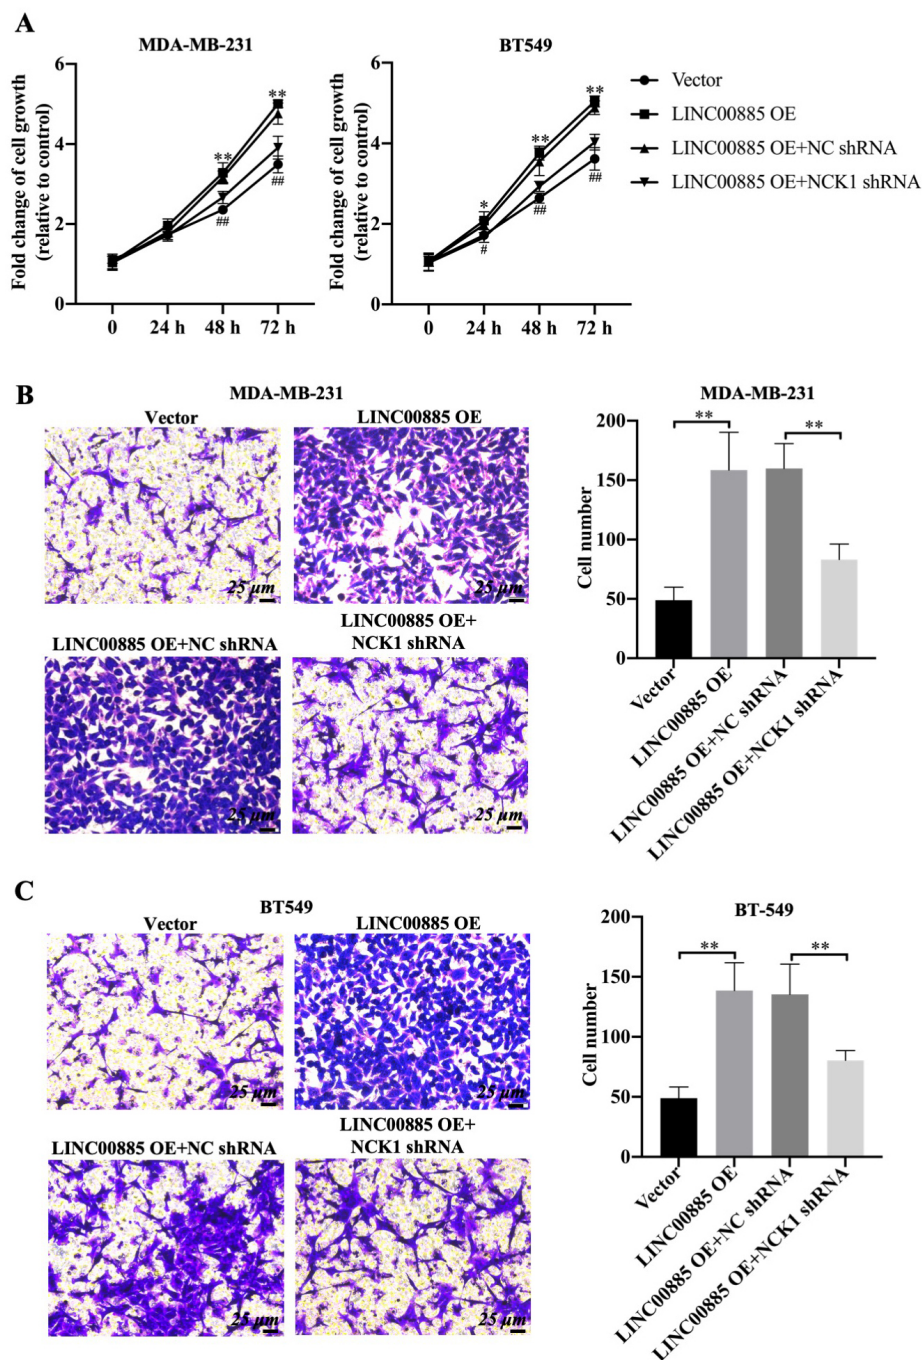 A
MDA-MB-231
BT549
Fold change of cell growth
(relative to control)
6
4
2
0
**
**
##
##
0 24 h 48 h 72 h
Fold change of cell growth
(relative to control)
6
4
2
0
*
**
**
#
##
##
0 24 h 48 h 72 h
Vector
LINC00885 OE
LINC00885 OE+NC shRNA
LINC00885 OE+NCK1 shRNA
B
MDA-MB-231
Vector
LINC00885 OE
25 µm
25 µm
LINC00885 OE+NC shRNA
LINC00885 OE+
NCK1 shRNA
25 µm
25 µm
MDA-MB-231
Cell number
200
150
100
50
0
**
**
Vector
LINC00885 OE
LINC00885 OE+NC shRNA
LINC00885 OE+NCK1 shRNA
C
BT549
Vector
LINC00885 OE
25 µm
25 µm
LINC00885 OE+NC shRNA
LINC00885 OE+
NCK1 shRNA
25 µm
25 µm
BT-549
Cell number
200
150
100
50
0
**
**
Vector
LINC00885 OE
LINC00885 OE+NC shRNA
LINC00885 OE+NCK1 shRNA